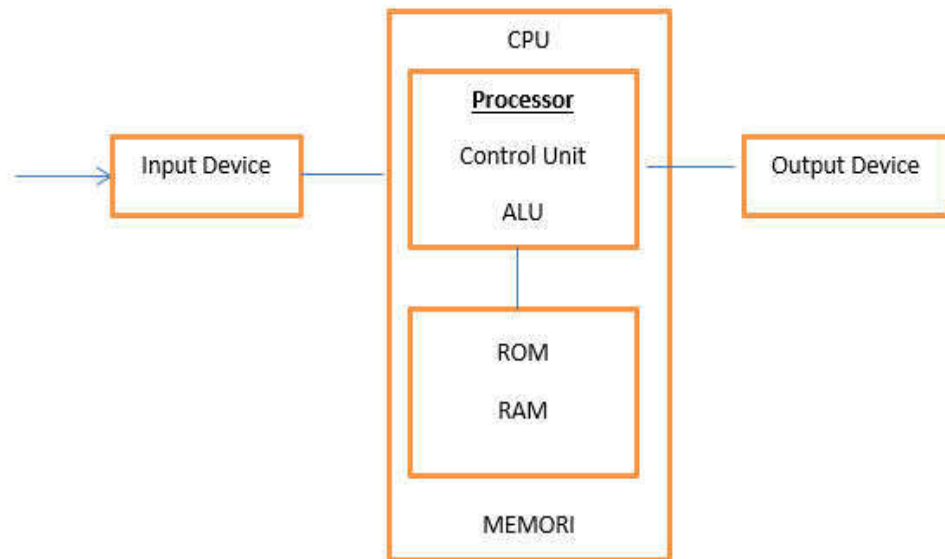 CPU
Processor
Control Unit
ALU
Input Device
Output Device
ROM
RAM
MEMORI